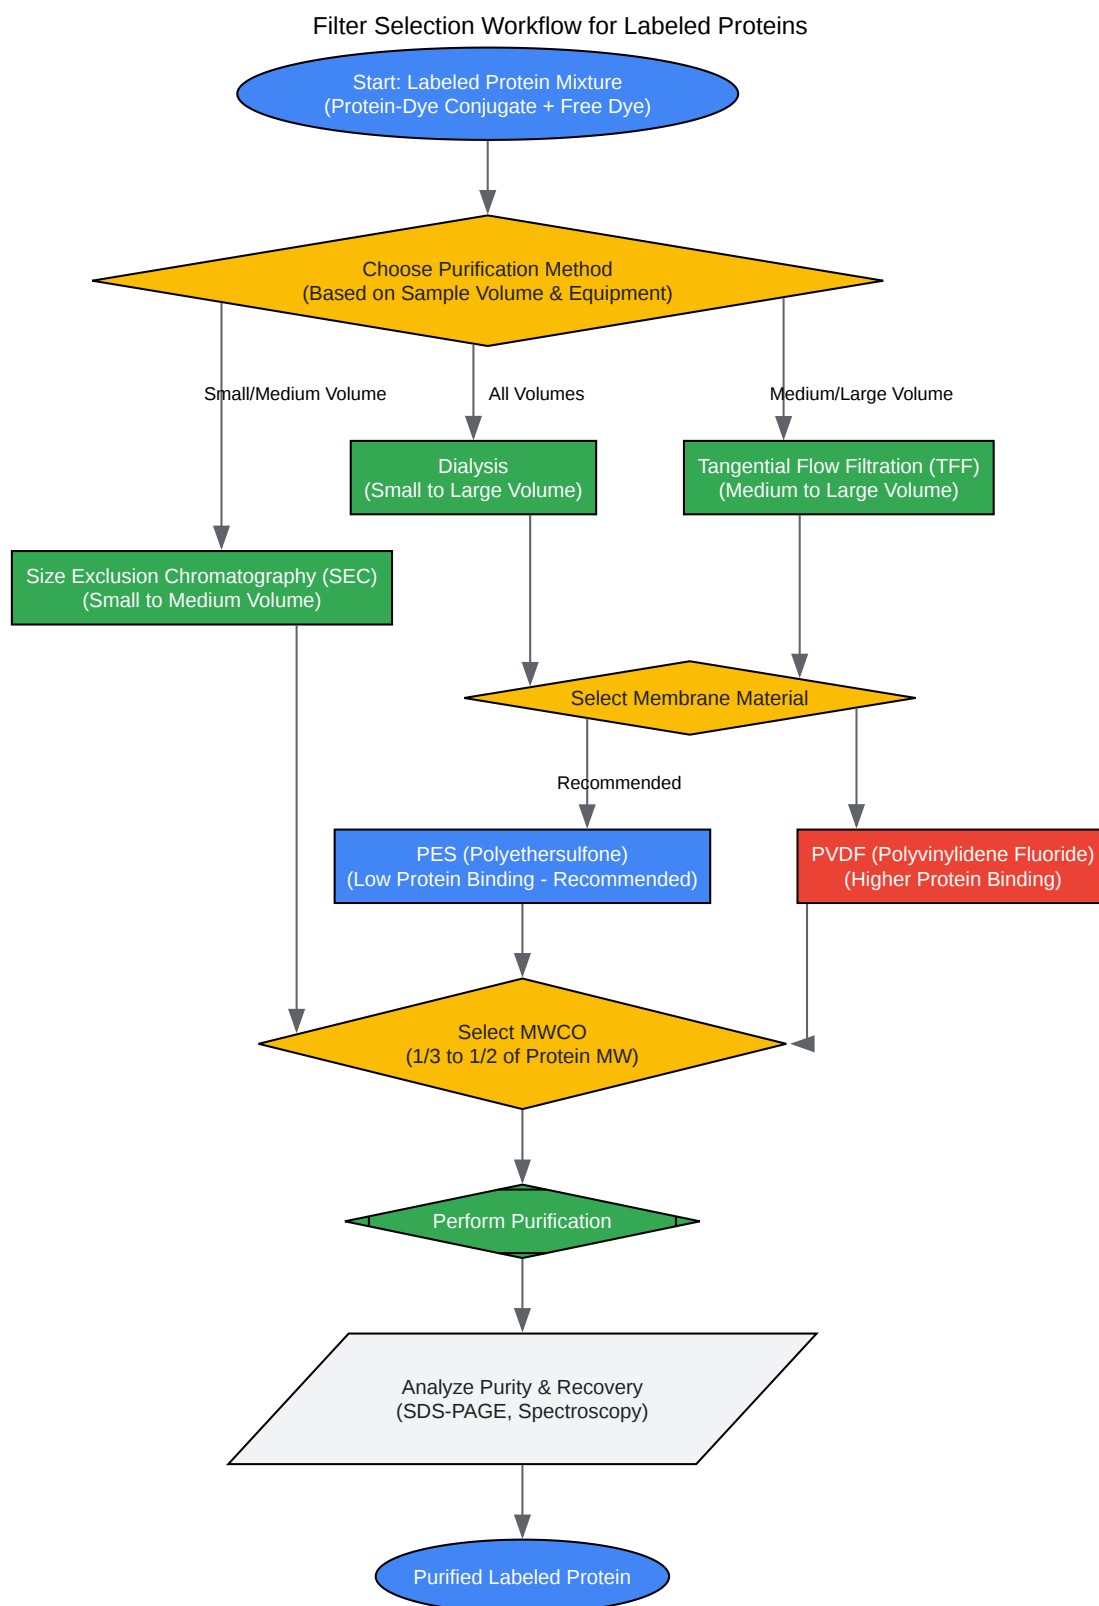 Filter Selection Workflow for Labeled Proteins
Start: Labeled Protein Mixture
(Protein-Dye Conjugate + Free Dye)
Choose Purification Method
(Based on Sample Volume & Equipment)
Small/Medium Volume
All Volumes
Medium/Large Volume
Dialysis
(Small to Large Volume)
Tangential Flow Filtration (TFF)
(Medium to Large Volume)
Size Exclusion Chromatography (SEC)
(Small to Medium Volume)
Select Membrane Material
Recommended
PES (Polyethersulfone)
(Low Protein Binding - Recommended)
PVDF (Polyvinylidene Fluoride)
(Higher Protein Binding)
Select MWCO
(1/3 to 1/2 of Protein MW)
Perform Purification
Analyze Purity & Recovery
(SDS-PAGE, Spectroscopy)
Purified Labeled Protein